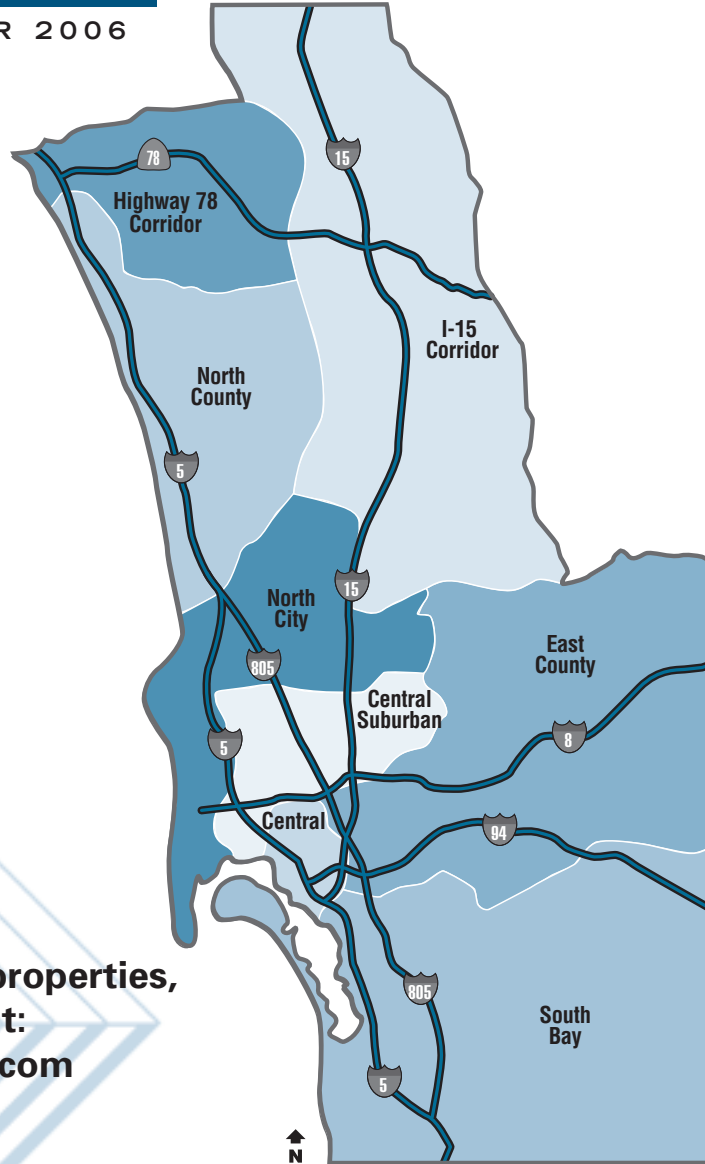 R 2006
15
78
Highway 78
Corridor
I-15
Corridor
North
County
5
15
North
City
East
County
805
Central
Suburban
5
8
Central
94
properties,
t:
com
805
South
Bay
5
N